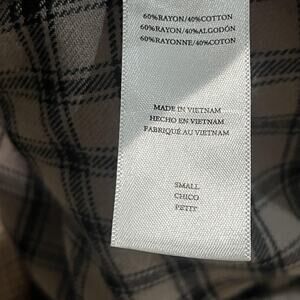 60%RAYON/40%COTTON
60%RAYON/40%ALGODÓN
60%RAYONNE/40%COTON
MADE IN VIETNAM
HECHO EN VIETNAM
FABRIQUÉ AU VIETNAM
SMALL
CHICO
PETIT